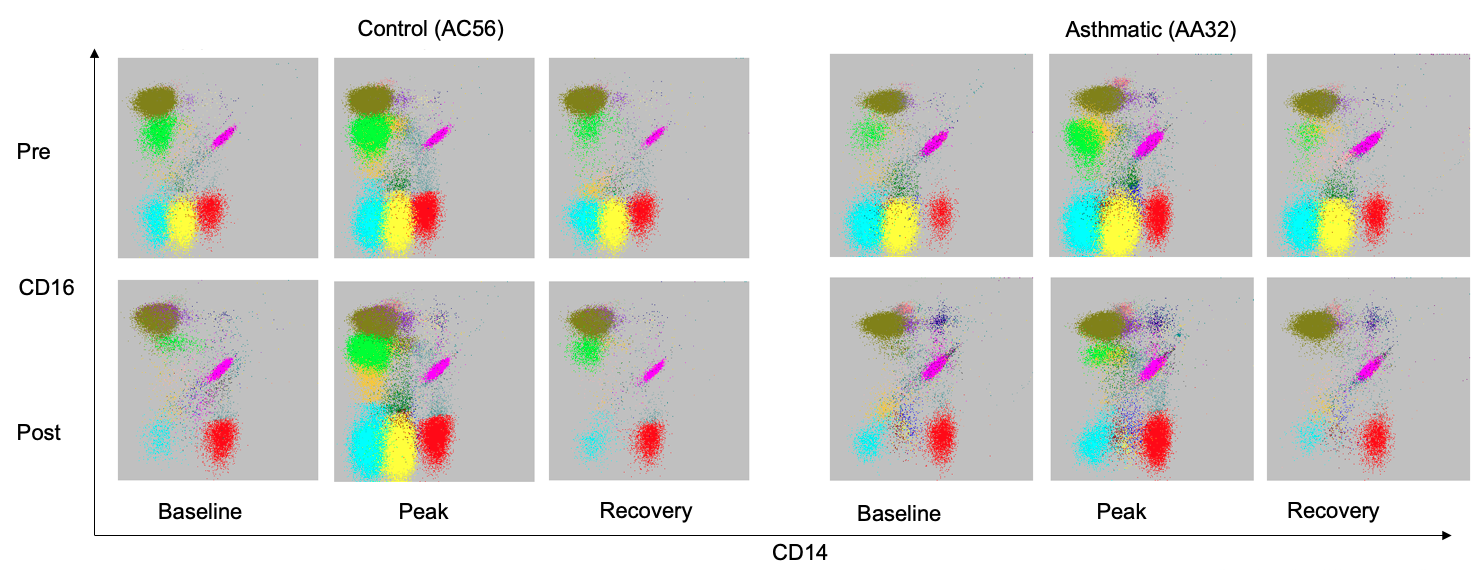 Control (AC56)
Asthmatic (AA32)
Pre
CD16
Post
Baseline
Peak
Recovery
Baseline
Peak
Recovery
CD14